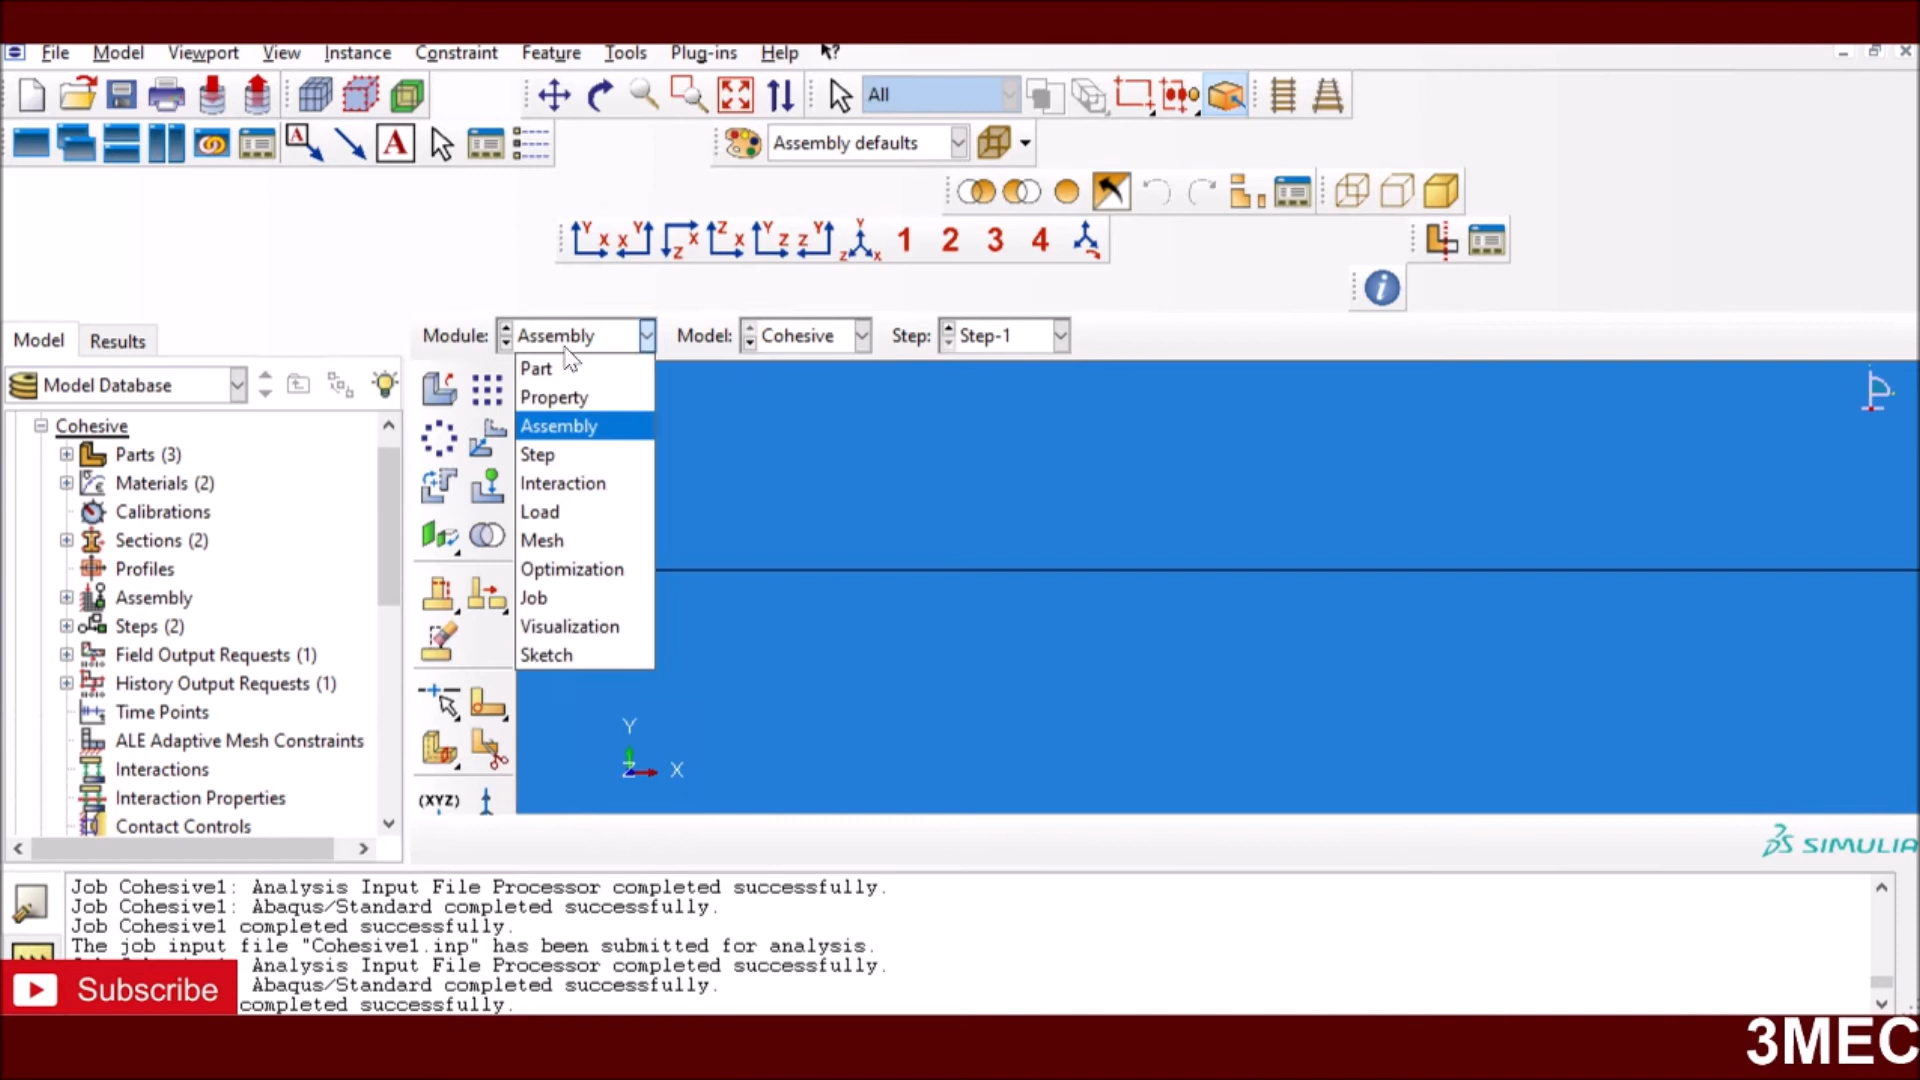 File Model Viewport View Instance Constraint Feature Tools Plug-ins Help
All
A
A
Assembly defaults
Y X X Y X Z Z X Y Z Z Y Y Z X 1 2 3 4
i
Model Results
Module: Assembly Model: Cohesive Step: Step-1
Model Database
Cohesive
Parts (3)
Materials (2)
Calibrations
Sections (2)
Profiles
Assembly
Steps (2)
Field Output Requests (1)
History Output Requests (1)
Time Points
ALE Adaptive Mesh Constraints
Interactions
Interaction Properties
Contact Controls
Part
Property
Assembly
Step
Interaction
Load
Mesh
Optimization
Job
Visualization
Sketch
(XYZ)
Y
Z X
SIMULIA
Job Cohesive1: Analysis Input File Processor completed successfully.
Job Cohesive1: Abaqus/Standard completed successfully.
Job Cohesive1 completed successfully.
The job input file "Cohesive1.inp" has been submitted for analysis.
Analysis Input File Processor completed successfully.
Abaqus/Standard completed successfully.
completed successfully.
Subscribe
3MEC